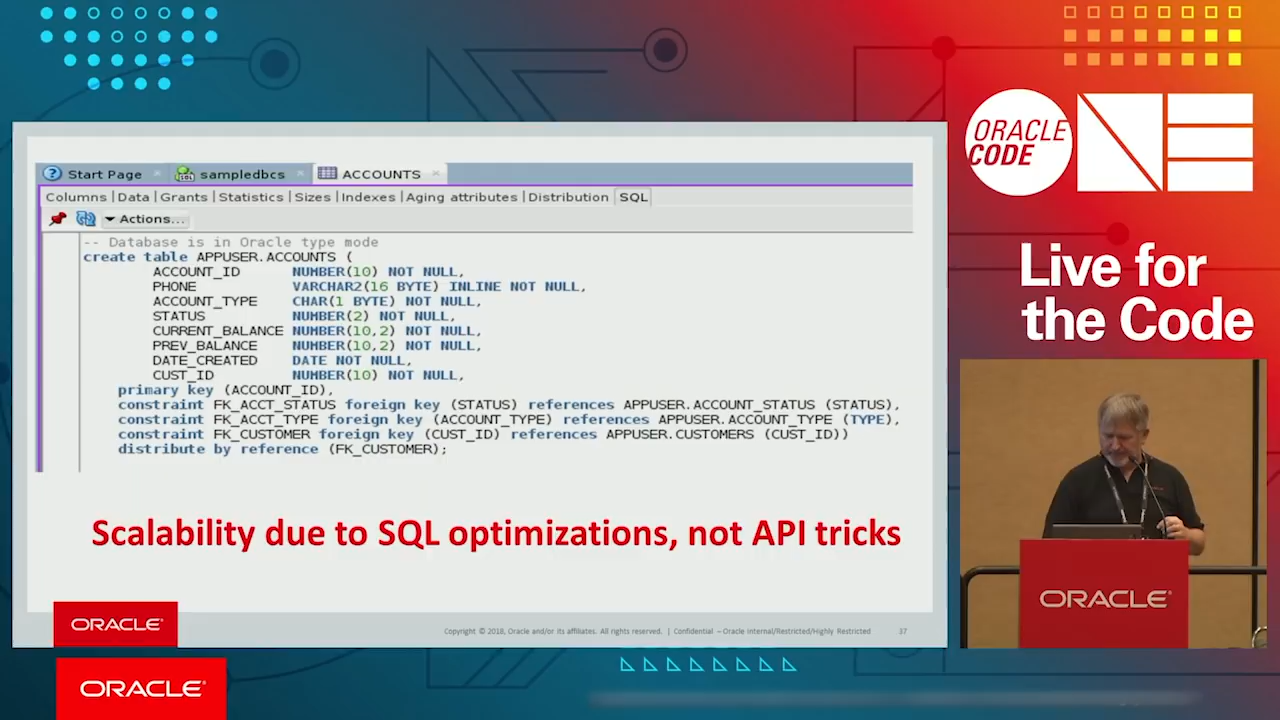 Start Page
sampledbcs
ACCOUNTS
Columns | Data | Grants | Statistics | Sizes | Indexes | Aging attributes | Distribution | SQL
Actions...
-- Database is in Oracle type mode
create table APPUSER.ACCOUNTS (
ACCOUNT_ID NUMBER(10) NOT NULL,
PHONE VARCHAR2(16 BYTE) INLINE NOT NULL,
ACCOUNT_TYPE CHAR(1 BYTE) NOT NULL,
STATUS NUMBER(2) NOT NULL,
CURRENT_BALANCE NUMBER(10,2) NOT NULL,
PREV_BALANCE NUMBER(10,2) NOT NULL,
DATE_CREATED DATE NOT NULL,
CUST_ID NUMBER(10) NOT NULL,
primary key (ACCOUNT_ID),
constraint FK_ACCT_STATUS foreign key (STATUS) references APPUSER.ACCOUNT_STATUS (STATUS),
constraint FK_ACCT_TYPE foreign key (ACCOUNT_TYPE) references APPUSER.ACCOUNT_TYPE (TYPE),
constraint FK_CUSTOMER foreign key (CUST_ID) references APPUSER.CUSTOMERS (CUST_ID))
distribute by reference (FK_CUSTOMER);
Scalability due to SQL optimizations, not API tricks
ORACLE
Copyright © 2018, Oracle and/or its affiliates. All rights reserved. | Confidential – Oracle Internal/Restricted/Highly Restricted 37
ORACLE
ORACLE
CODE
ONE
Live for
the Code
ORACLE